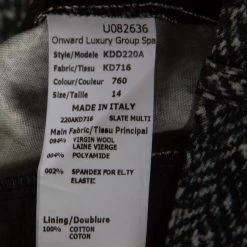 U082636
Onward Luxury Group Spa
Style/Modele KDD220A
Fabric/Tissu KD716
Colour/Couleur 760
Size/Taille 14
MADE IN ITALY
220AKD716 SLATE MULTI
Main Fabric/Tissu Principal
094% VIRGIN WOOL
LAINE VIERGE
004% POLYAMIDE
002% SPANDEX FOR EL.TY
ELASTIC
Lining/Doublure
100% COTTON
COTON